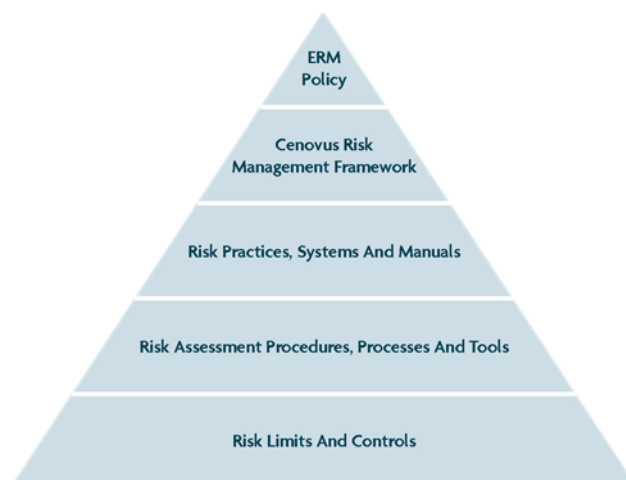 ERM
Policy
Cenovus Risk
Management Framework
Risk Practices, Systems And Manuals
Risk Assessment Procedures, Processes And Tools
Risk Limits And Controls